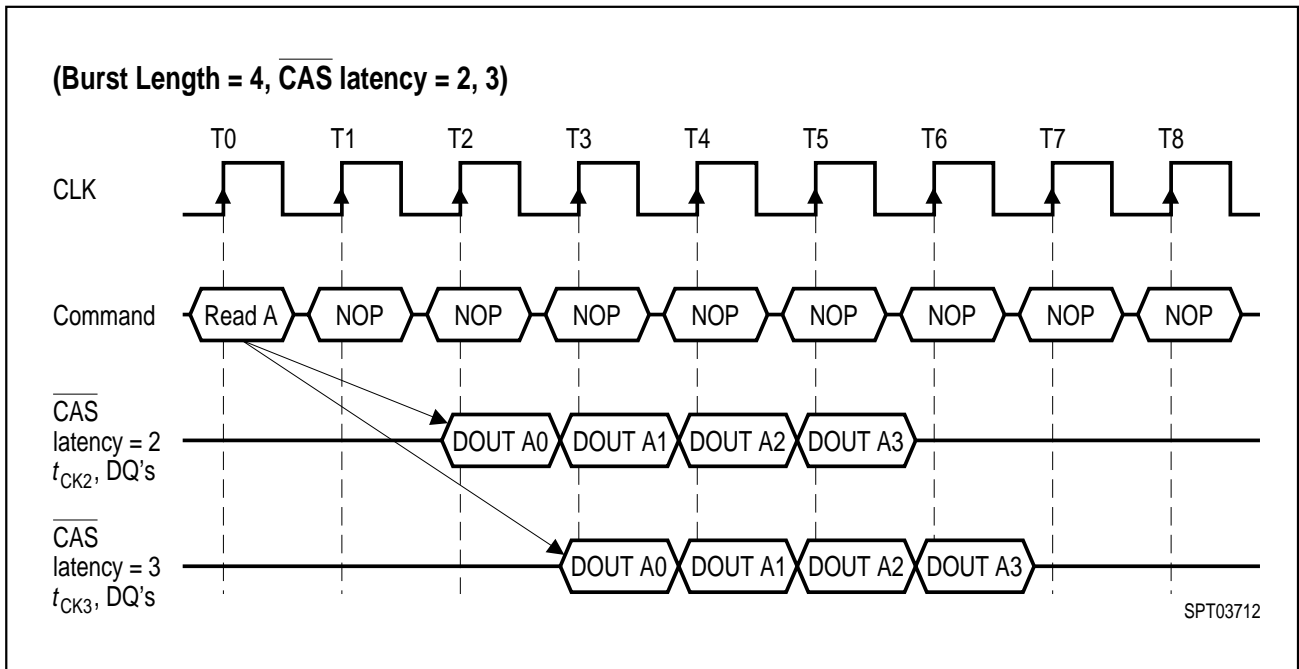 (Burst Length = 4, CAS latency = 2, 3)
T0 T1 T2 T3 T4 T5 T6 T7 T8
CLK
Command Read A NOP NOP NOP NOP NOP NOP NOP NOP
CAS
latency = 2
tCK2, DQ’s
DOUT A0 DOUT A1 DOUT A2 DOUT A3
CAS
latency = 3
tCK3, DQ’s
DOUT A0 DOUT A1 DOUT A2 DOUT A3
SPT03712